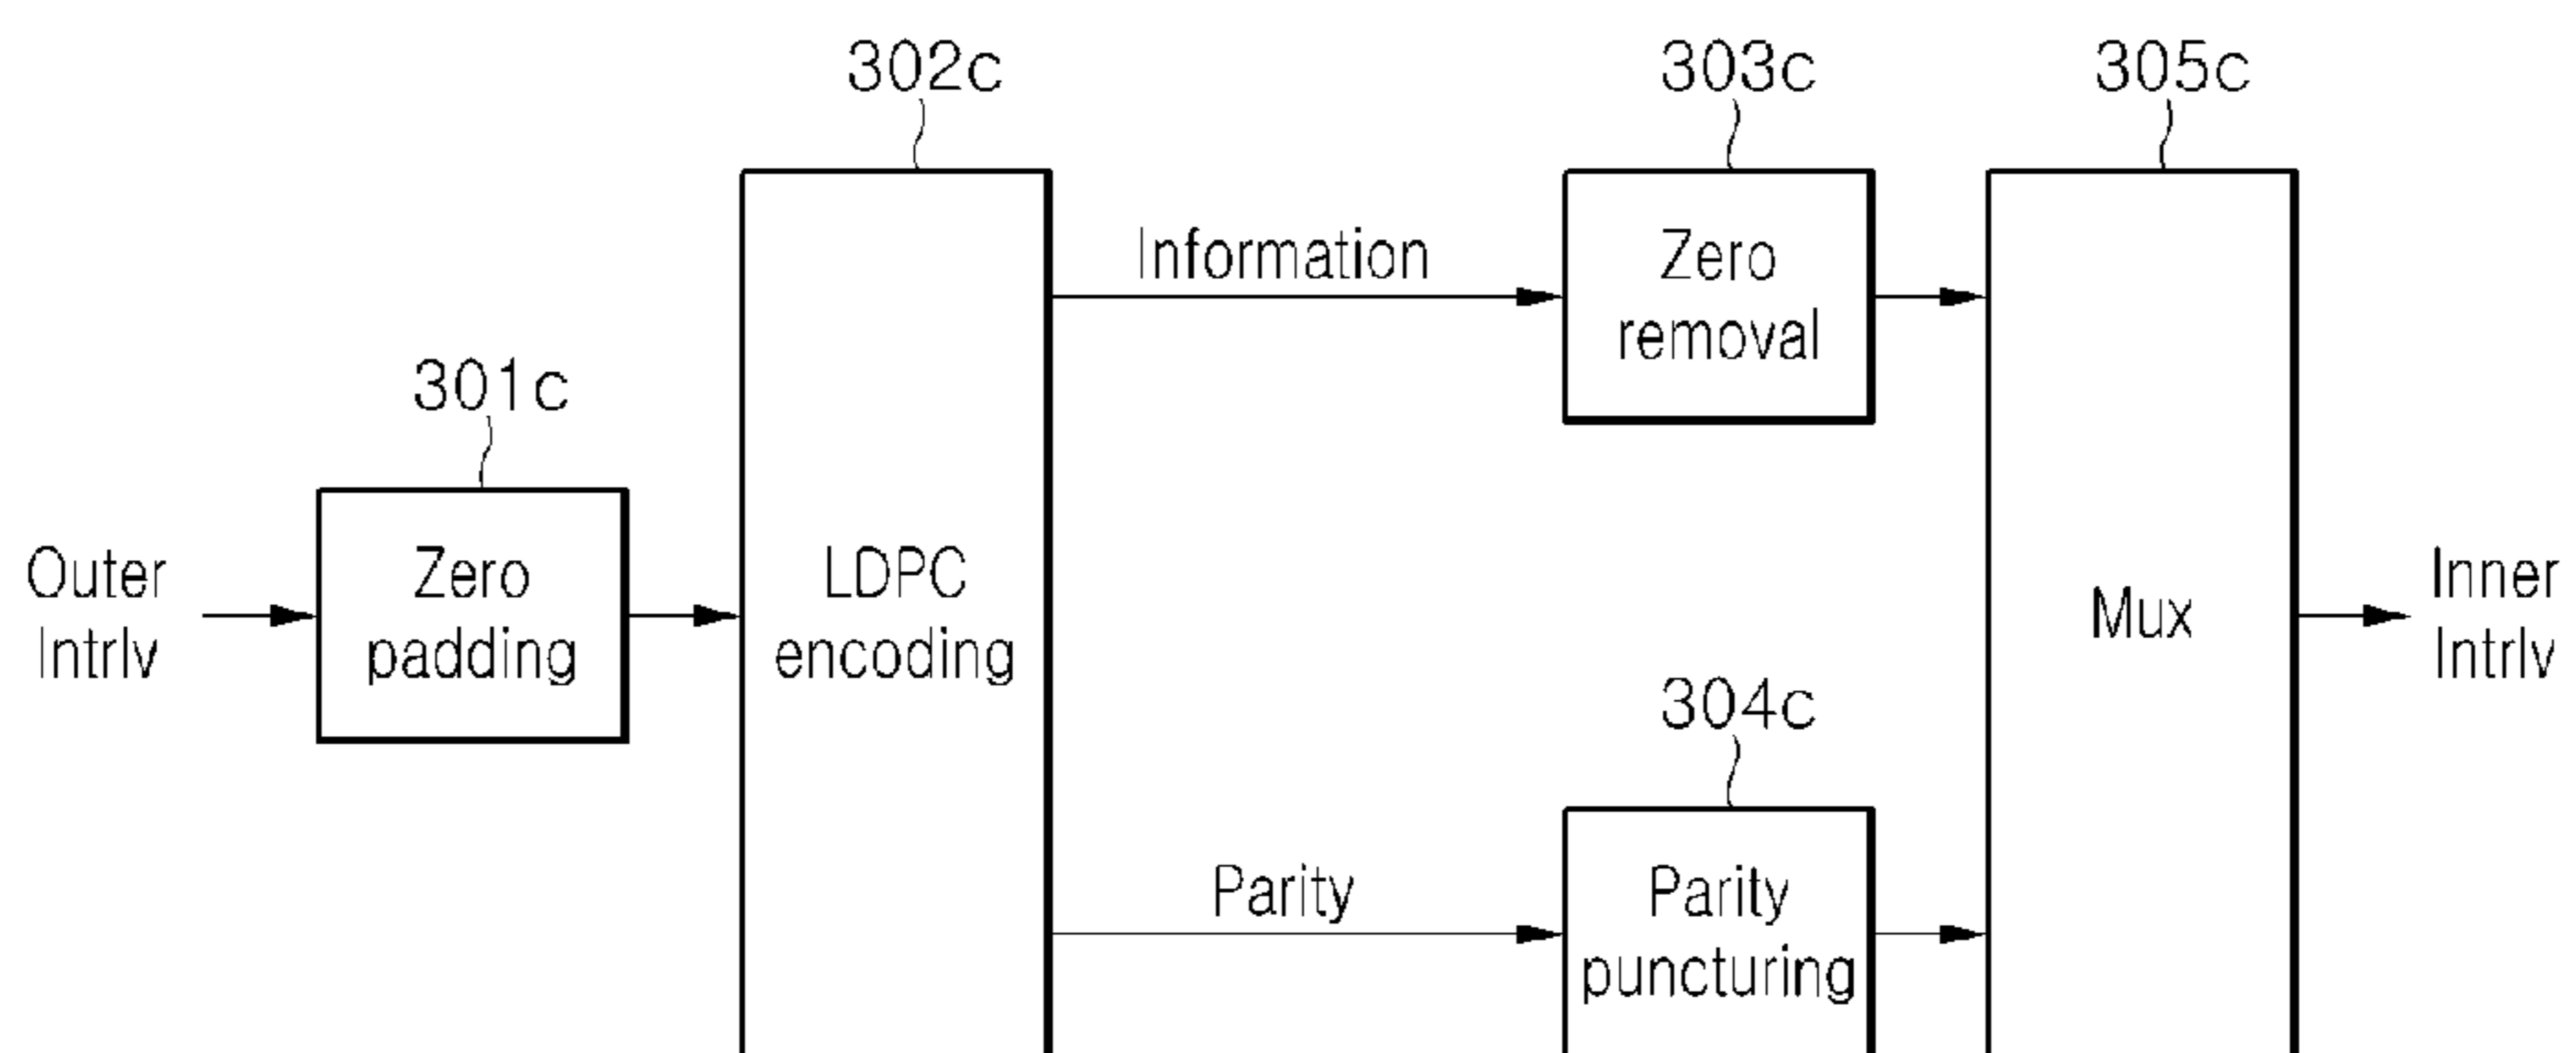 302c
303c
305c
Information
Zero
removal
301c
Outer
Intrlv
Zero
padding
LDPC
encoding
Mux
Inner
Intrlv
304c
Parity
Parity
puncturing